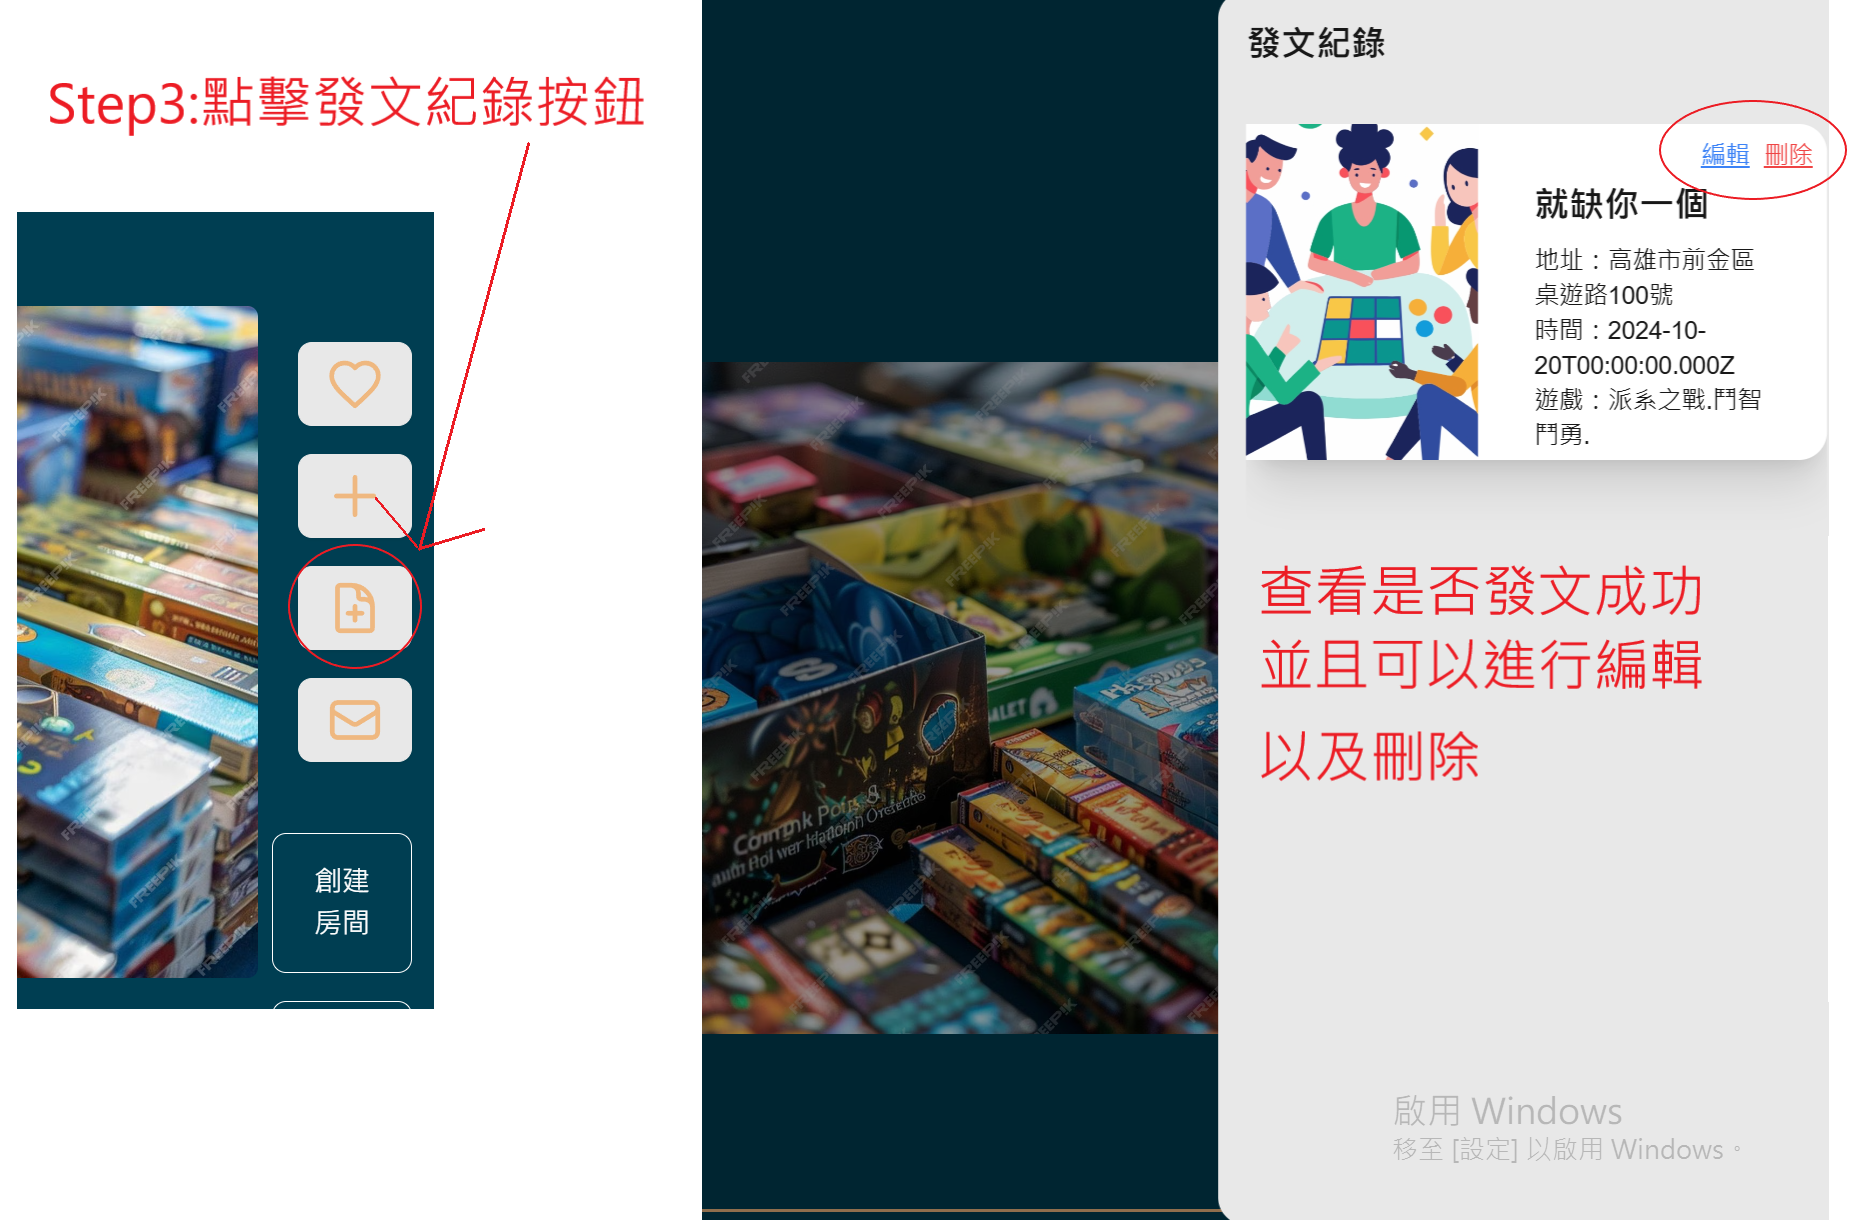 Step3:點擊發文紀錄按鈕
創建
房間
發文紀錄
編輯 刪除
就缺你一個
地址：高雄市前金區
桌遊路100號
時間：2024-10-
20T00:00:00.000Z
遊戲：派系之戰.鬥智
鬥勇.
查看是否發文成功
並且可以進行編輯
以及刪除
啟用 Windows
移至 [設定] 以啟用 Windows。
FREEPIK